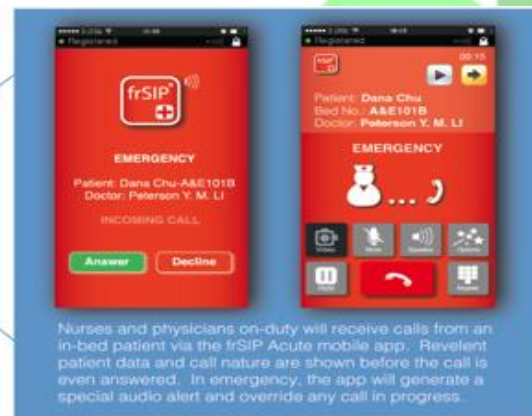 Registered
frSIP
EMERGENCY
Patient: Dana Chu-A&E101B
Doctor: Peterson Y. M. LI
INCOMING CALL
Answer
Decline
Registered
frSIP
00:15
Patient: Dana Chu
Bed No.: A&E101B
Doctor: Peterson Y. M. LI
EMERGENCY
Video
Mute
Speaker
Options
Hold
Keypad
Nurses and physicians on-duty will receive calls from an
in-bed patient via the frSIP Acute mobile app. Revelent
patient data and call nature are shown before the call is
even answered. In emergency, the app will generate a
special audio alert and override any call in progress.